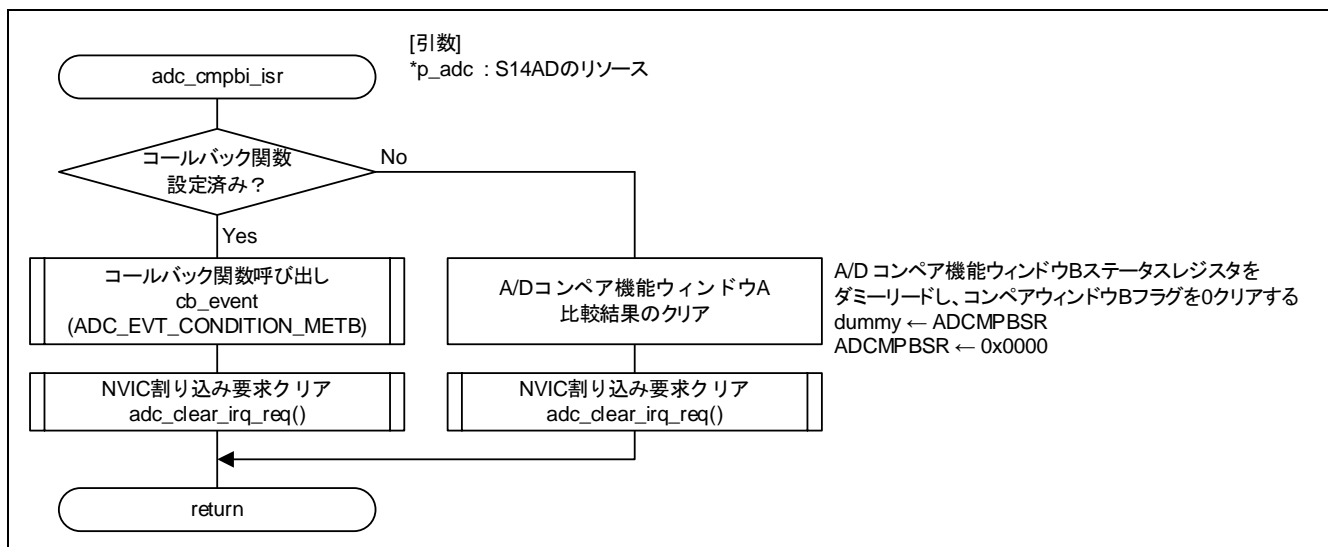 [引数]
*p_adc : S14ADのリソース
adc_cmpbi_isr
コールバック関数
設定済み？
No
Yes
コールバック関数呼び出し
cb_event
(ADC_EVT_CONDITION_METB)
A/Dコンペア機能ウィンドウA
比較結果のクリア
A/D コンペア機能ウィンドウBステータスレジスタを
ダミーリードし、コンペアウィンドウBフラグを0クリアする
dummy ← ADCMPBSR
ADCMPBSR ← 0x0000
NVIC割り込み要求クリア
adc_clear_irq_req()
NVIC割り込み要求クリア
adc_clear_irq_req()
return